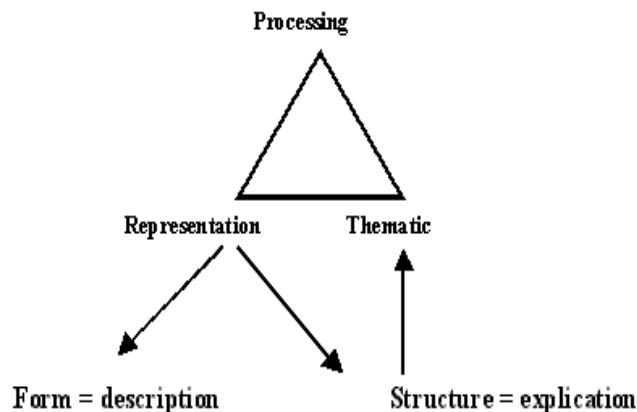 Processing
Representation Thematic
Form = description Structure = explication